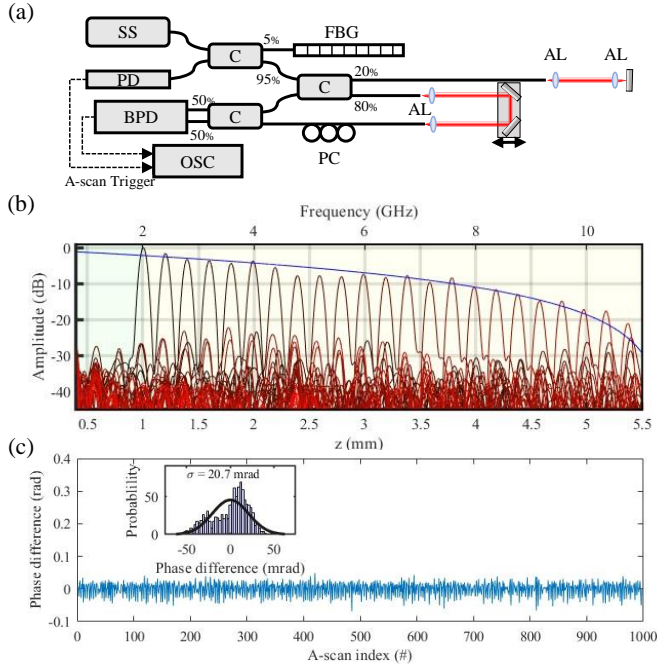 (a)
SS
5%
FBG
C
PD
95%
20%
AL
AL
C
80%
BPD
50%
C
AL
50%
PC
OSC
A-scan Trigger
(b)
Frequency (GHz)
2 4 6 8 10
Amplitude (dB)
0
-10
-20
-30
-40
0.5 1 1.5 2 2.5 3 3.5 4 4.5 5 5.5
z (mm)
(c)
Phase difference (rad)
0.4
0.3
0.2
0.1
0
-0.1
Probablility
50
0
σ = 20.7 mrad
-50 0 50
Phase difference (mrad)
0 100 200 300 400 500 600 700 800 900 1000
A-scan index (#)